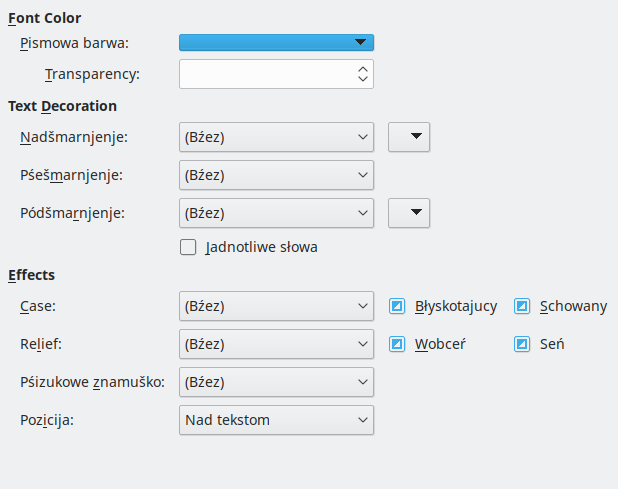 Font Color
Pismowa barwa:
Transparency:
Text Decoration
Nadšmarnjenje: (Bźez)
Pśešmarnjenje: (Bźez)
Pódšmarnjenje: (Bźez)
Jadnotliwe słowa
Effects
Case: (Bźez) Błyskotajucy Schowany
Relief: (Bźez) Wobceŕ Seń
Pśizukowe znamuško: (Bźez)
Pozicija: Nad tekstom